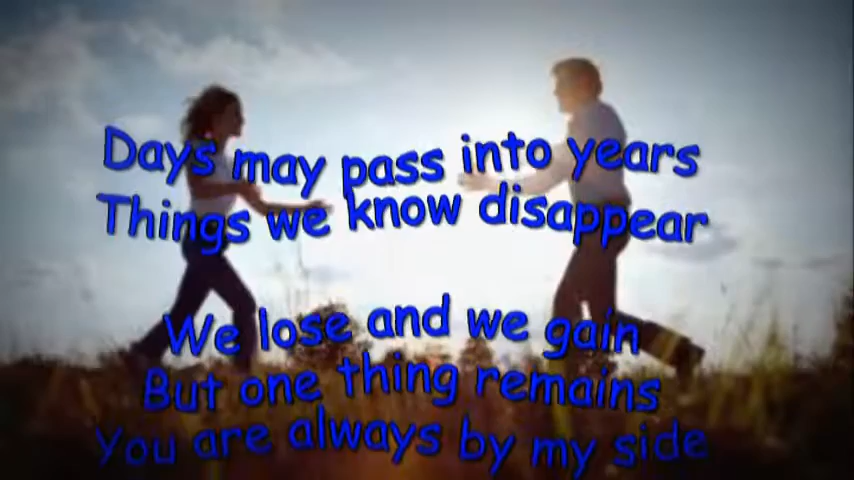 Days may pass into years
Things we know disappear
We lose and we gain
But one thing remains
You are always by my side